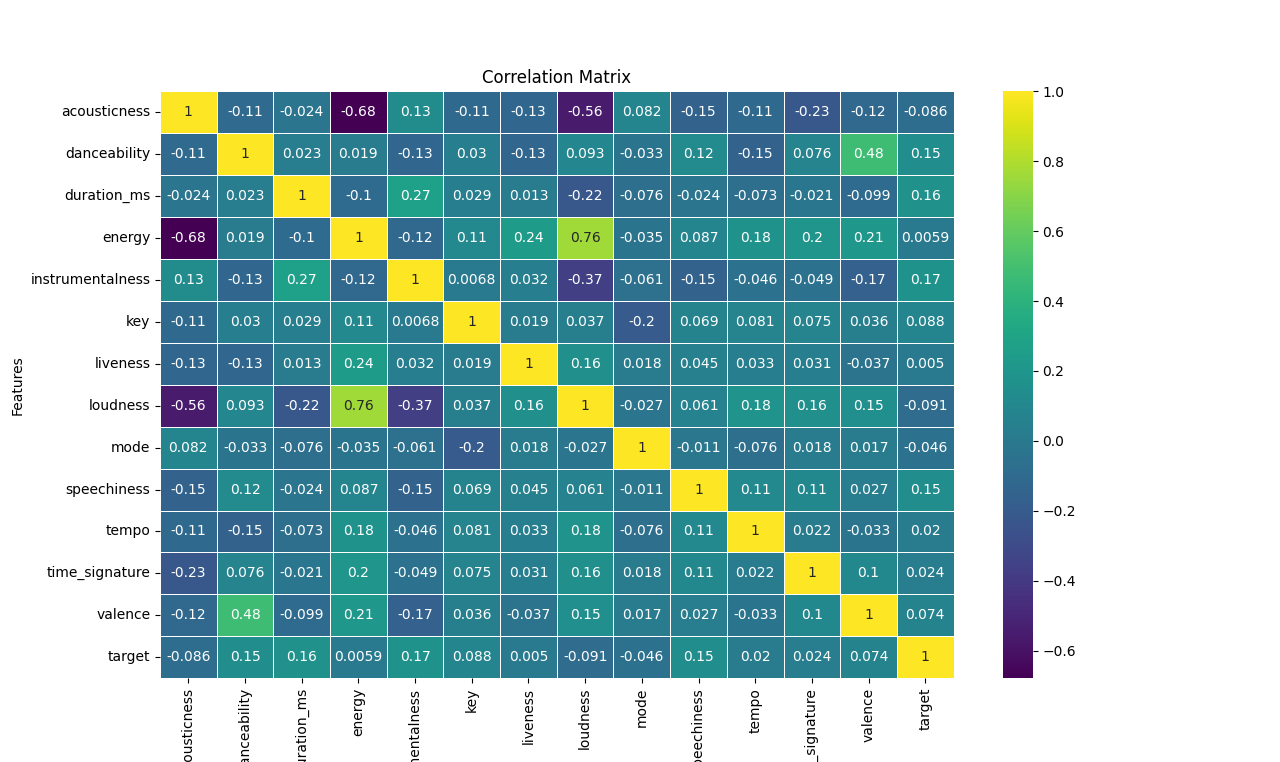 Correlation Matrix
acousticness 1 -0.11 -0.024 -0.68 0.13 -0.11 -0.13 -0.56 0.082 -0.15 -0.11 -0.23 -0.12 -0.086
danceability -0.11 1 0.023 0.019 -0.13 0.03 -0.13 0.093 -0.033 0.12 -0.15 0.076 0.48 0.15
duration_ms -0.024 0.023 1 -0.1 0.27 0.029 0.013 -0.22 -0.076 -0.024 -0.073 -0.021 -0.099 0.16
energy -0.68 0.019 -0.1 1 -0.12 0.11 0.24 0.76 -0.035 0.087 0.18 0.2 0.21 0.0059
instrumentalness 0.13 -0.13 0.27 -0.12 1 0.0068 0.032 -0.37 -0.061 -0.15 -0.046 -0.049 -0.17 0.17
key -0.11 0.03 0.029 0.11 0.0068 1 0.019 0.037 -0.2 0.069 0.081 0.075 0.036 0.088
liveness -0.13 -0.13 0.013 0.24 0.032 0.019 1 0.16 0.018 0.045 0.033 0.031 -0.037 0.005
loudness -0.56 0.093 -0.22 0.76 -0.37 0.037 0.16 1 -0.027 0.061 0.18 0.16 0.15 -0.091
mode 0.082 -0.033 -0.076 -0.035 -0.061 -0.2 0.018 -0.027 1 -0.011 -0.076 0.018 0.017 -0.046
speechiness -0.15 0.12 -0.024 0.087 -0.15 0.069 0.045 0.061 -0.011 1 0.11 0.11 0.027 0.15
tempo -0.11 -0.15 -0.073 0.18 -0.046 0.081 0.033 0.18 -0.076 0.11 1 0.022 -0.033 0.02
time_signature -0.23 0.076 -0.021 0.2 -0.049 0.075 0.031 0.16 0.018 0.11 0.022 1 0.1 0.024
valence -0.12 0.48 -0.099 0.21 -0.17 0.036 -0.037 0.15 0.017 0.027 -0.033 0.1 1 0.074
target -0.086 0.15 0.16 0.0059 0.17 0.088 0.005 -0.091 -0.046 0.15 0.02 0.024 0.074 1
Features
ousticness
anceability
uration_ms
energy
mentalness
key
liveness
loudness
mode
peechiness
tempo
_signature
valence
target
1.0
0.8
0.6
0.4
0.2
0.0
−0.2
−0.4
−0.6